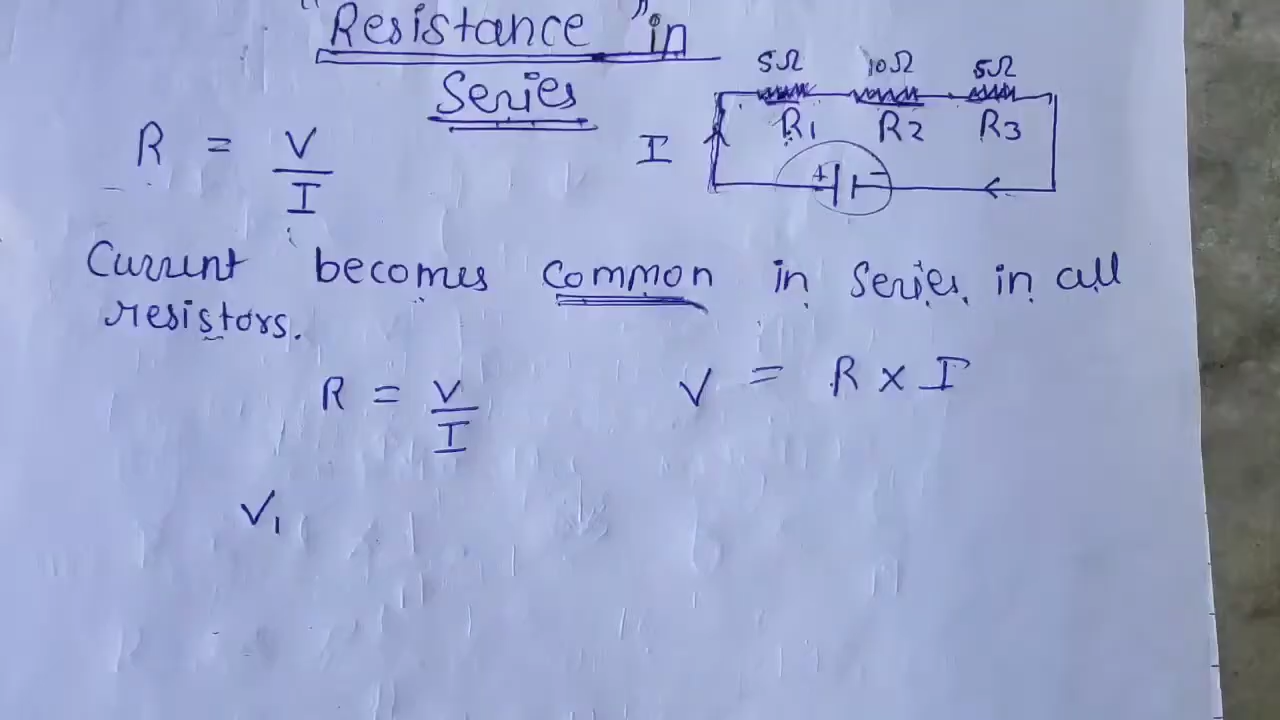 "Resistance" in
Series
5Ω 10Ω 5Ω
R1 R2 R3
I
+ -
R = V/I
Current becomes common in series in all
resistors.
R = V/I V = R × I
V1